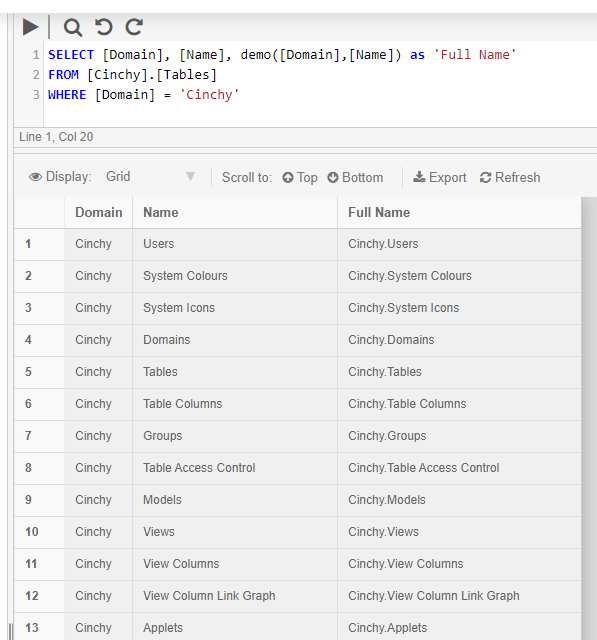 1 SELECT [Domain], [Name], demo([Domain],[Name]) as 'Full Name'
2 FROM [Cinchy].[Tables]
3 WHERE [Domain] = 'Cinchy'
Line 1, Col 20
Display: Grid Scroll to: Top Bottom Export Refresh
Domain Name Full Name
1 Cinchy Users Cinchy.Users
2 Cinchy System Colours Cinchy.System Colours
3 Cinchy System Icons Cinchy.System Icons
4 Cinchy Domains Cinchy.Domains
5 Cinchy Tables Cinchy.Tables
6 Cinchy Table Columns Cinchy.Table Columns
7 Cinchy Groups Cinchy.Groups
8 Cinchy Table Access Control Cinchy.Table Access Control
9 Cinchy Models Cinchy.Models
10 Cinchy Views Cinchy.Views
11 Cinchy View Columns Cinchy.View Columns
12 Cinchy View Column Link Graph Cinchy.View Column Link Graph
13 Cinchy Applets Cinchy.Applets